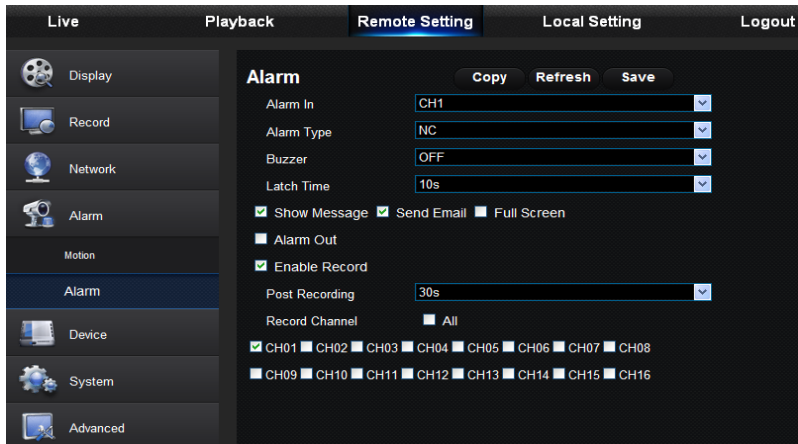 Live Playback Remote Setting Local Setting Logout
Display
Record
Network
Alarm
Motion
Alarm
Device
System
Advanced
Alarm Copy Refresh Save
Alarm In CH1
Alarm Type NC
Buzzer OFF
Latch Time 10s
Show Message Send Email Full Screen
Alarm Out
Enable Record
Post Recording 30s
Record Channel All
CH01 CH02 CH03 CH04 CH05 CH06 CH07 CH08
CH09 CH10 CH11 CH12 CH13 CH14 CH15 CH16